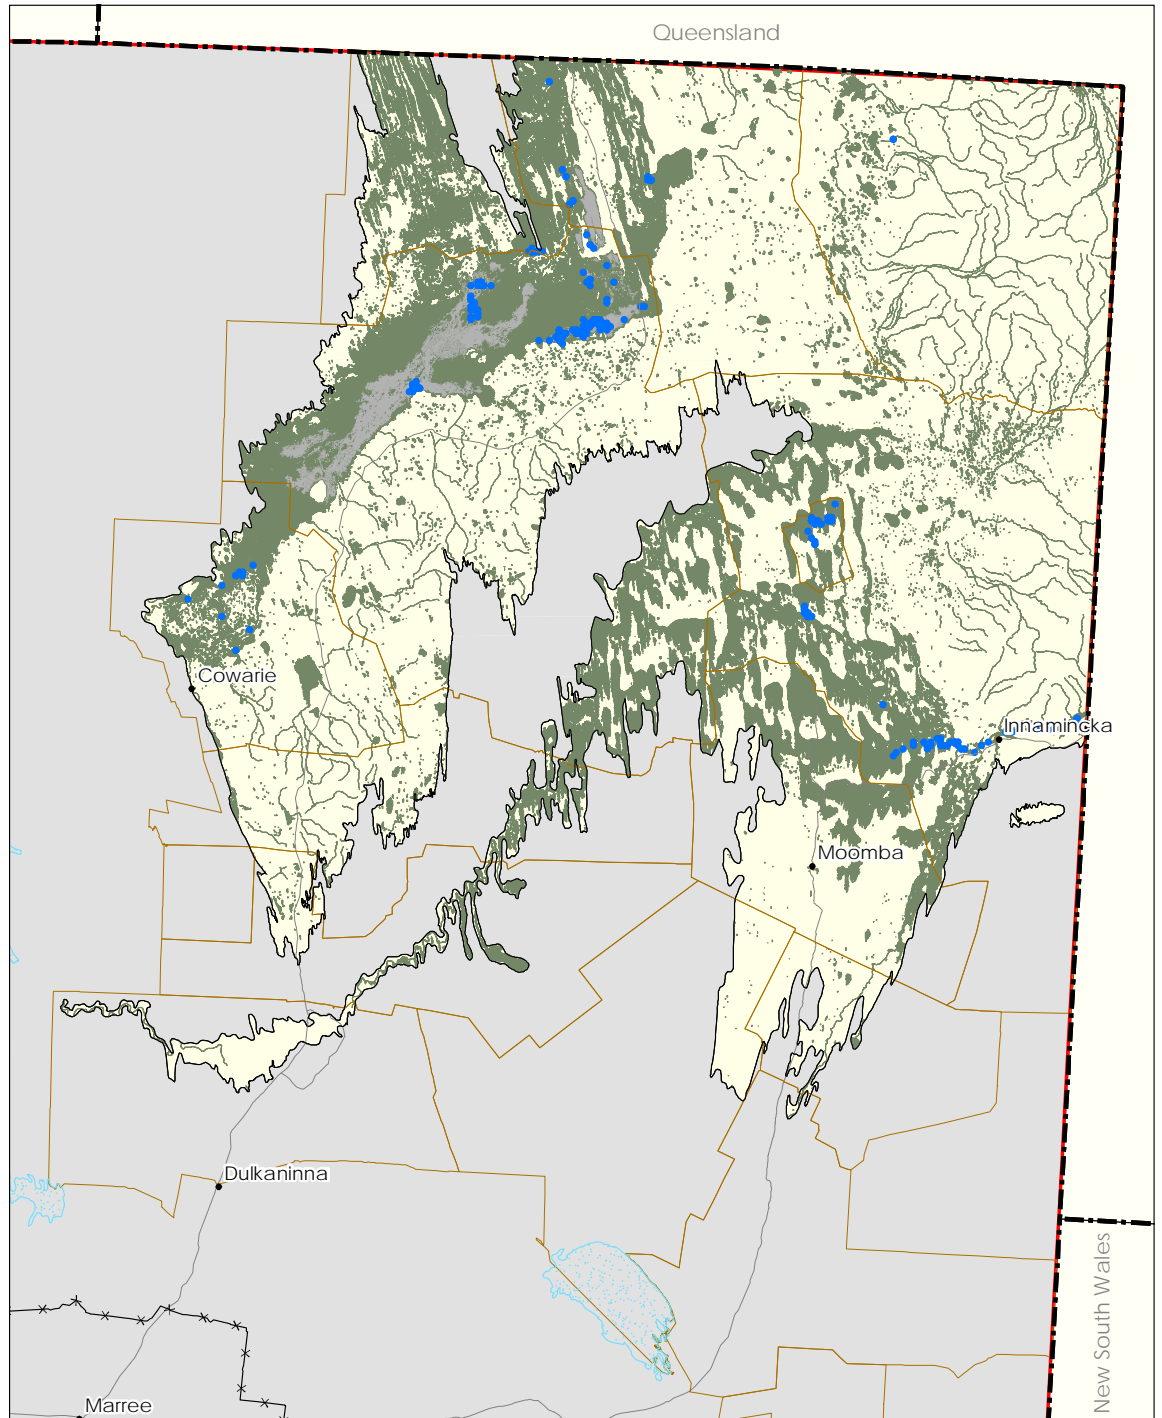 Queensland
Cowarie
Innamincka
Moomba
Dulkaninna
New South Wales
Marree